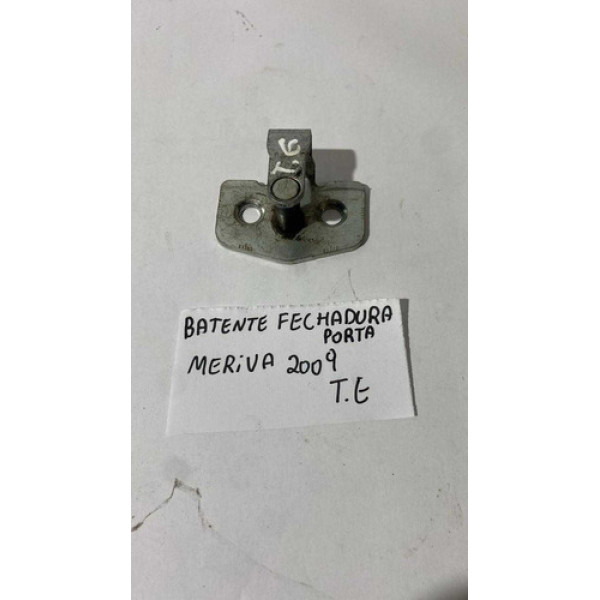 T.E
BATENTE FECHADURA
PORTA
MERIVA 2009
T.E